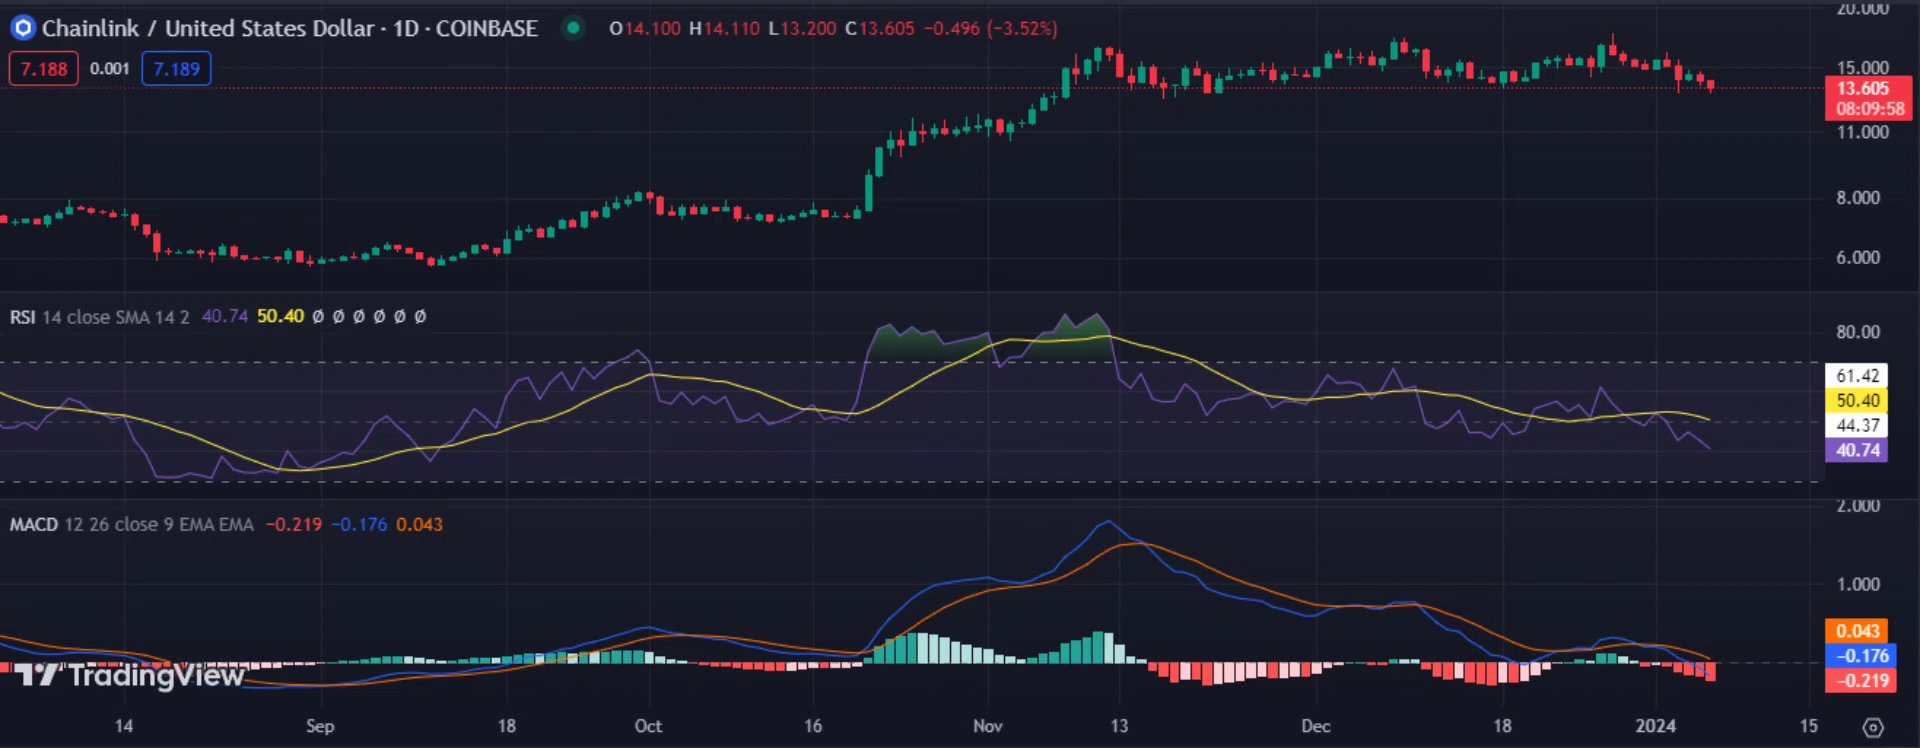 Chainlink / United States Dollar · 1D · COINBASE O14.100 H14.110 L13.200 C13.605 −0.496 (−3.52%)
7.188 0.001 7.189
20.000
15.000
13.605
08:09:58
11.000
8.000
6.000
RSI 14 close SMA 14 2 40.74 50.40 Ø Ø Ø Ø Ø Ø
80.00
61.42
50.40
44.37
40.74
MACD 12 26 close 9 EMA EMA −0.219 −0.176 0.043
2.000
1.000
0.043
−0.176
−0.219
TradingView
14 Sep 18 Oct 16 Nov 13 Dec 18 2024 15